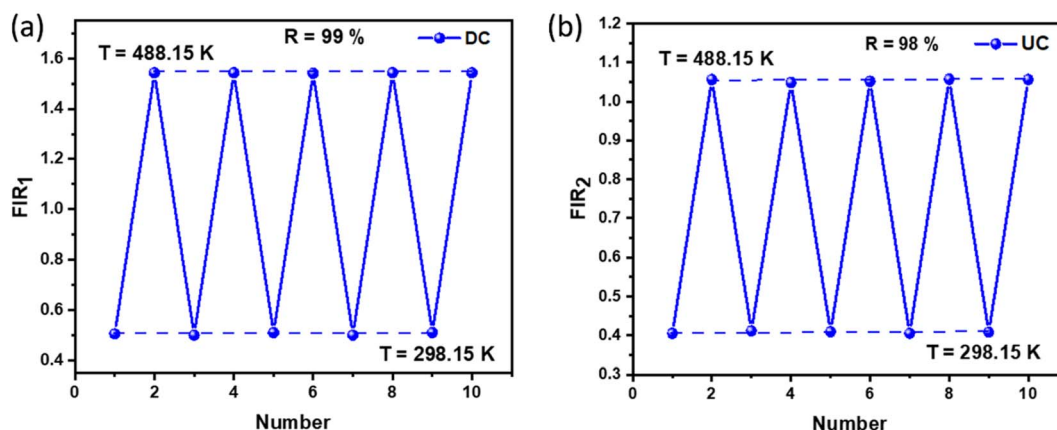 (a)
R = 99 %
DC
T = 488.15 K
1.6
1.4
1.2
1.0
0.8
0.6
0.4
FIR1
T = 298.15 K
0 2 4 6 8 10
Number
(b)
1.2
R = 98 %
UC
T = 488.15 K
1.1
1.0
0.9
0.8
0.7
0.6
0.5
0.4
0.3
FIR2
T = 298.15 K
0 2 4 6 8 10
Number